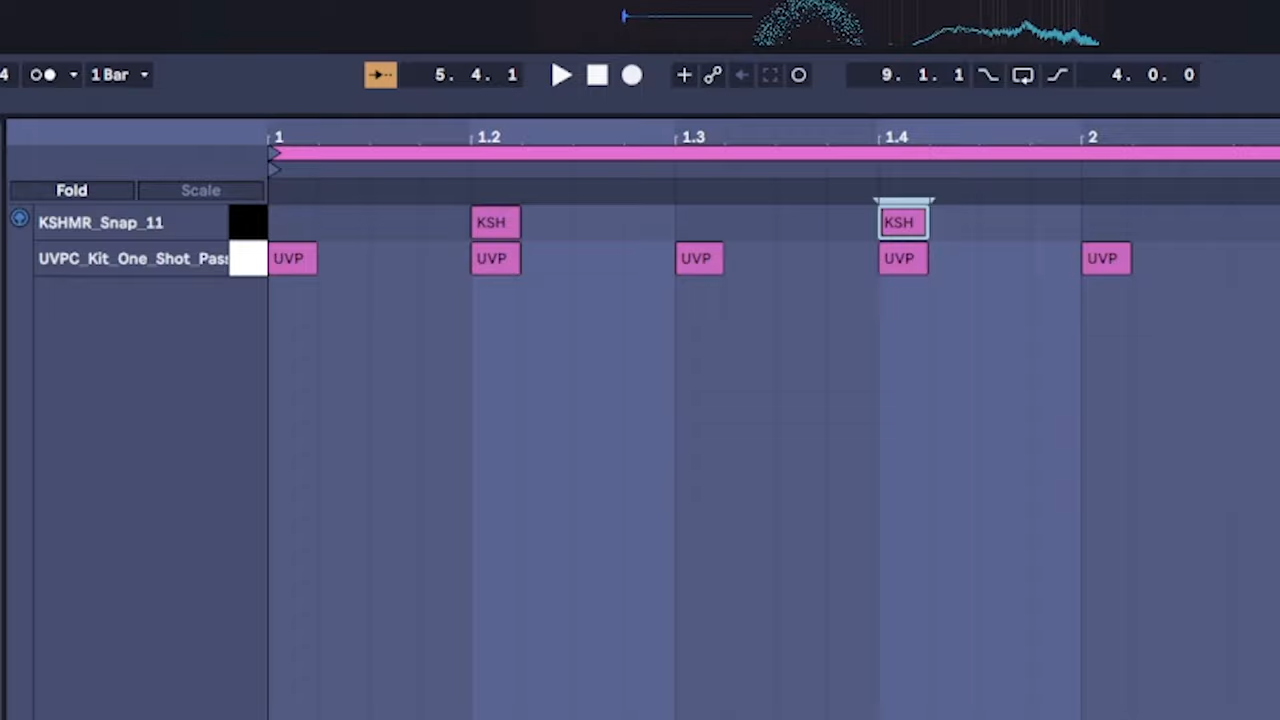 4 1 Bar 5. 4. 1 9. 1. 1 4. 0. 0
1 1.2 1.3 1.4 2
Fold Scale
KSHMR_Snap_11 KSH KSH
UVPC_Kit_One_Shot_Pas UVP UVP UVP UVP UVP